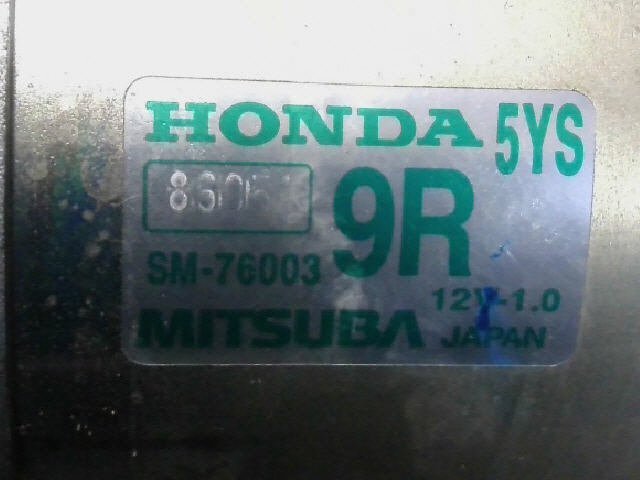 HONDA 5YS
9R
SM-76003
12V-1.0
MITSUBA JAPAN